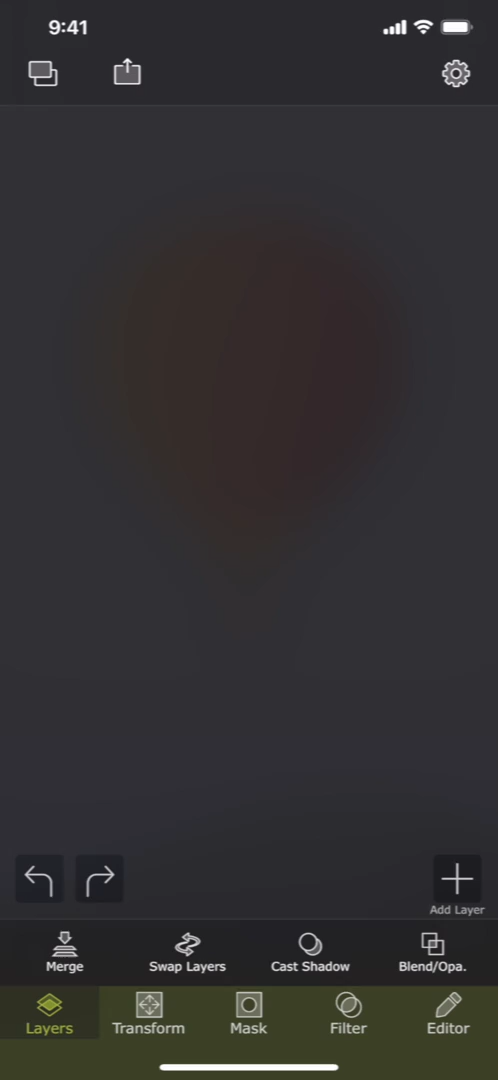 9:41
Add Layer
Merge
Swap Layers
Cast Shadow
Blend/Opa.
Layers
Transform
Mask
Filter
Editor